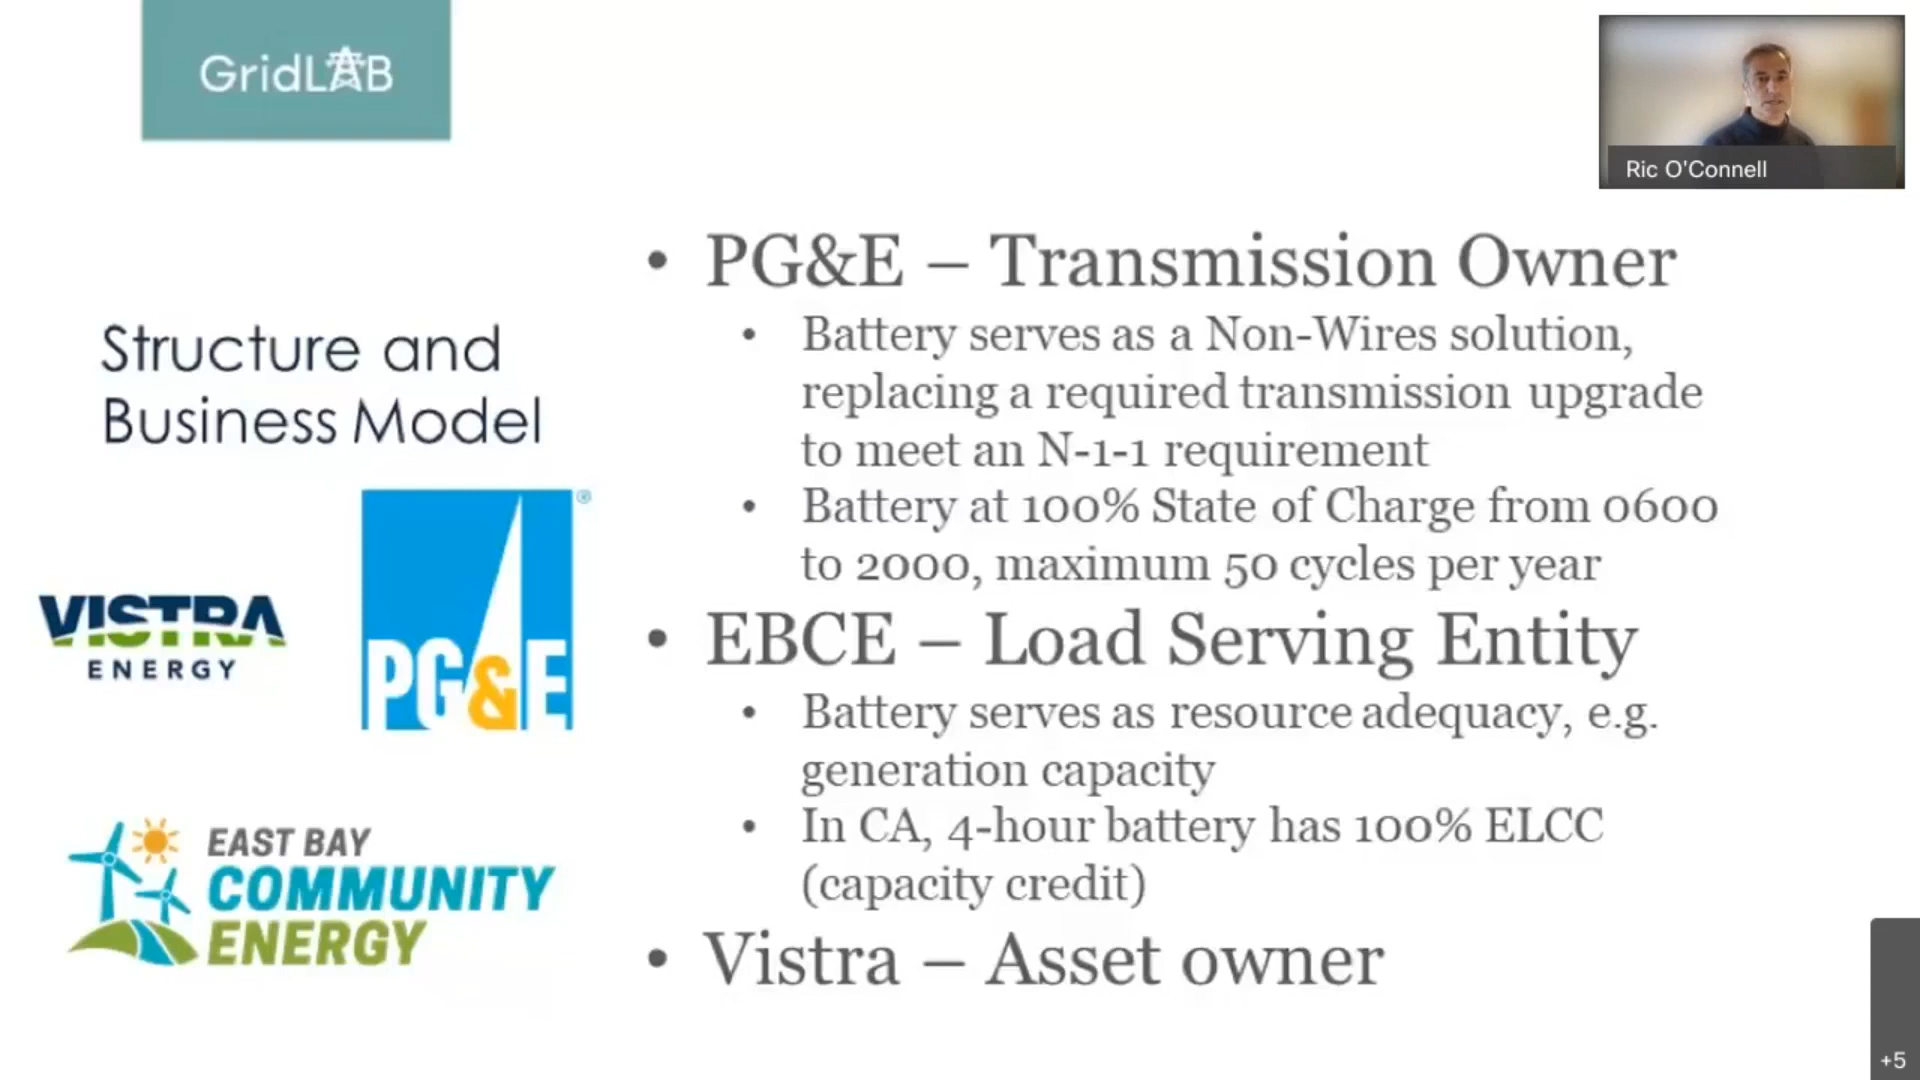 GridLAB
Ric O'Connell
Structure and
Business Model
VISTRA
ENERGY
PG&E
®
EAST BAY
COMMUNITY
ENERGY
• PG&E – Transmission Owner
• Battery serves as a Non-Wires solution,
replacing a required transmission upgrade
to meet an N-1-1 requirement
• Battery at 100% State of Charge from 0600
to 2000, maximum 50 cycles per year
• EBCE – Load Serving Entity
• Battery serves as resource adequacy, e.g.
generation capacity
• In CA, 4-hour battery has 100% ELCC
(capacity credit)
• Vistra – Asset owner
+5